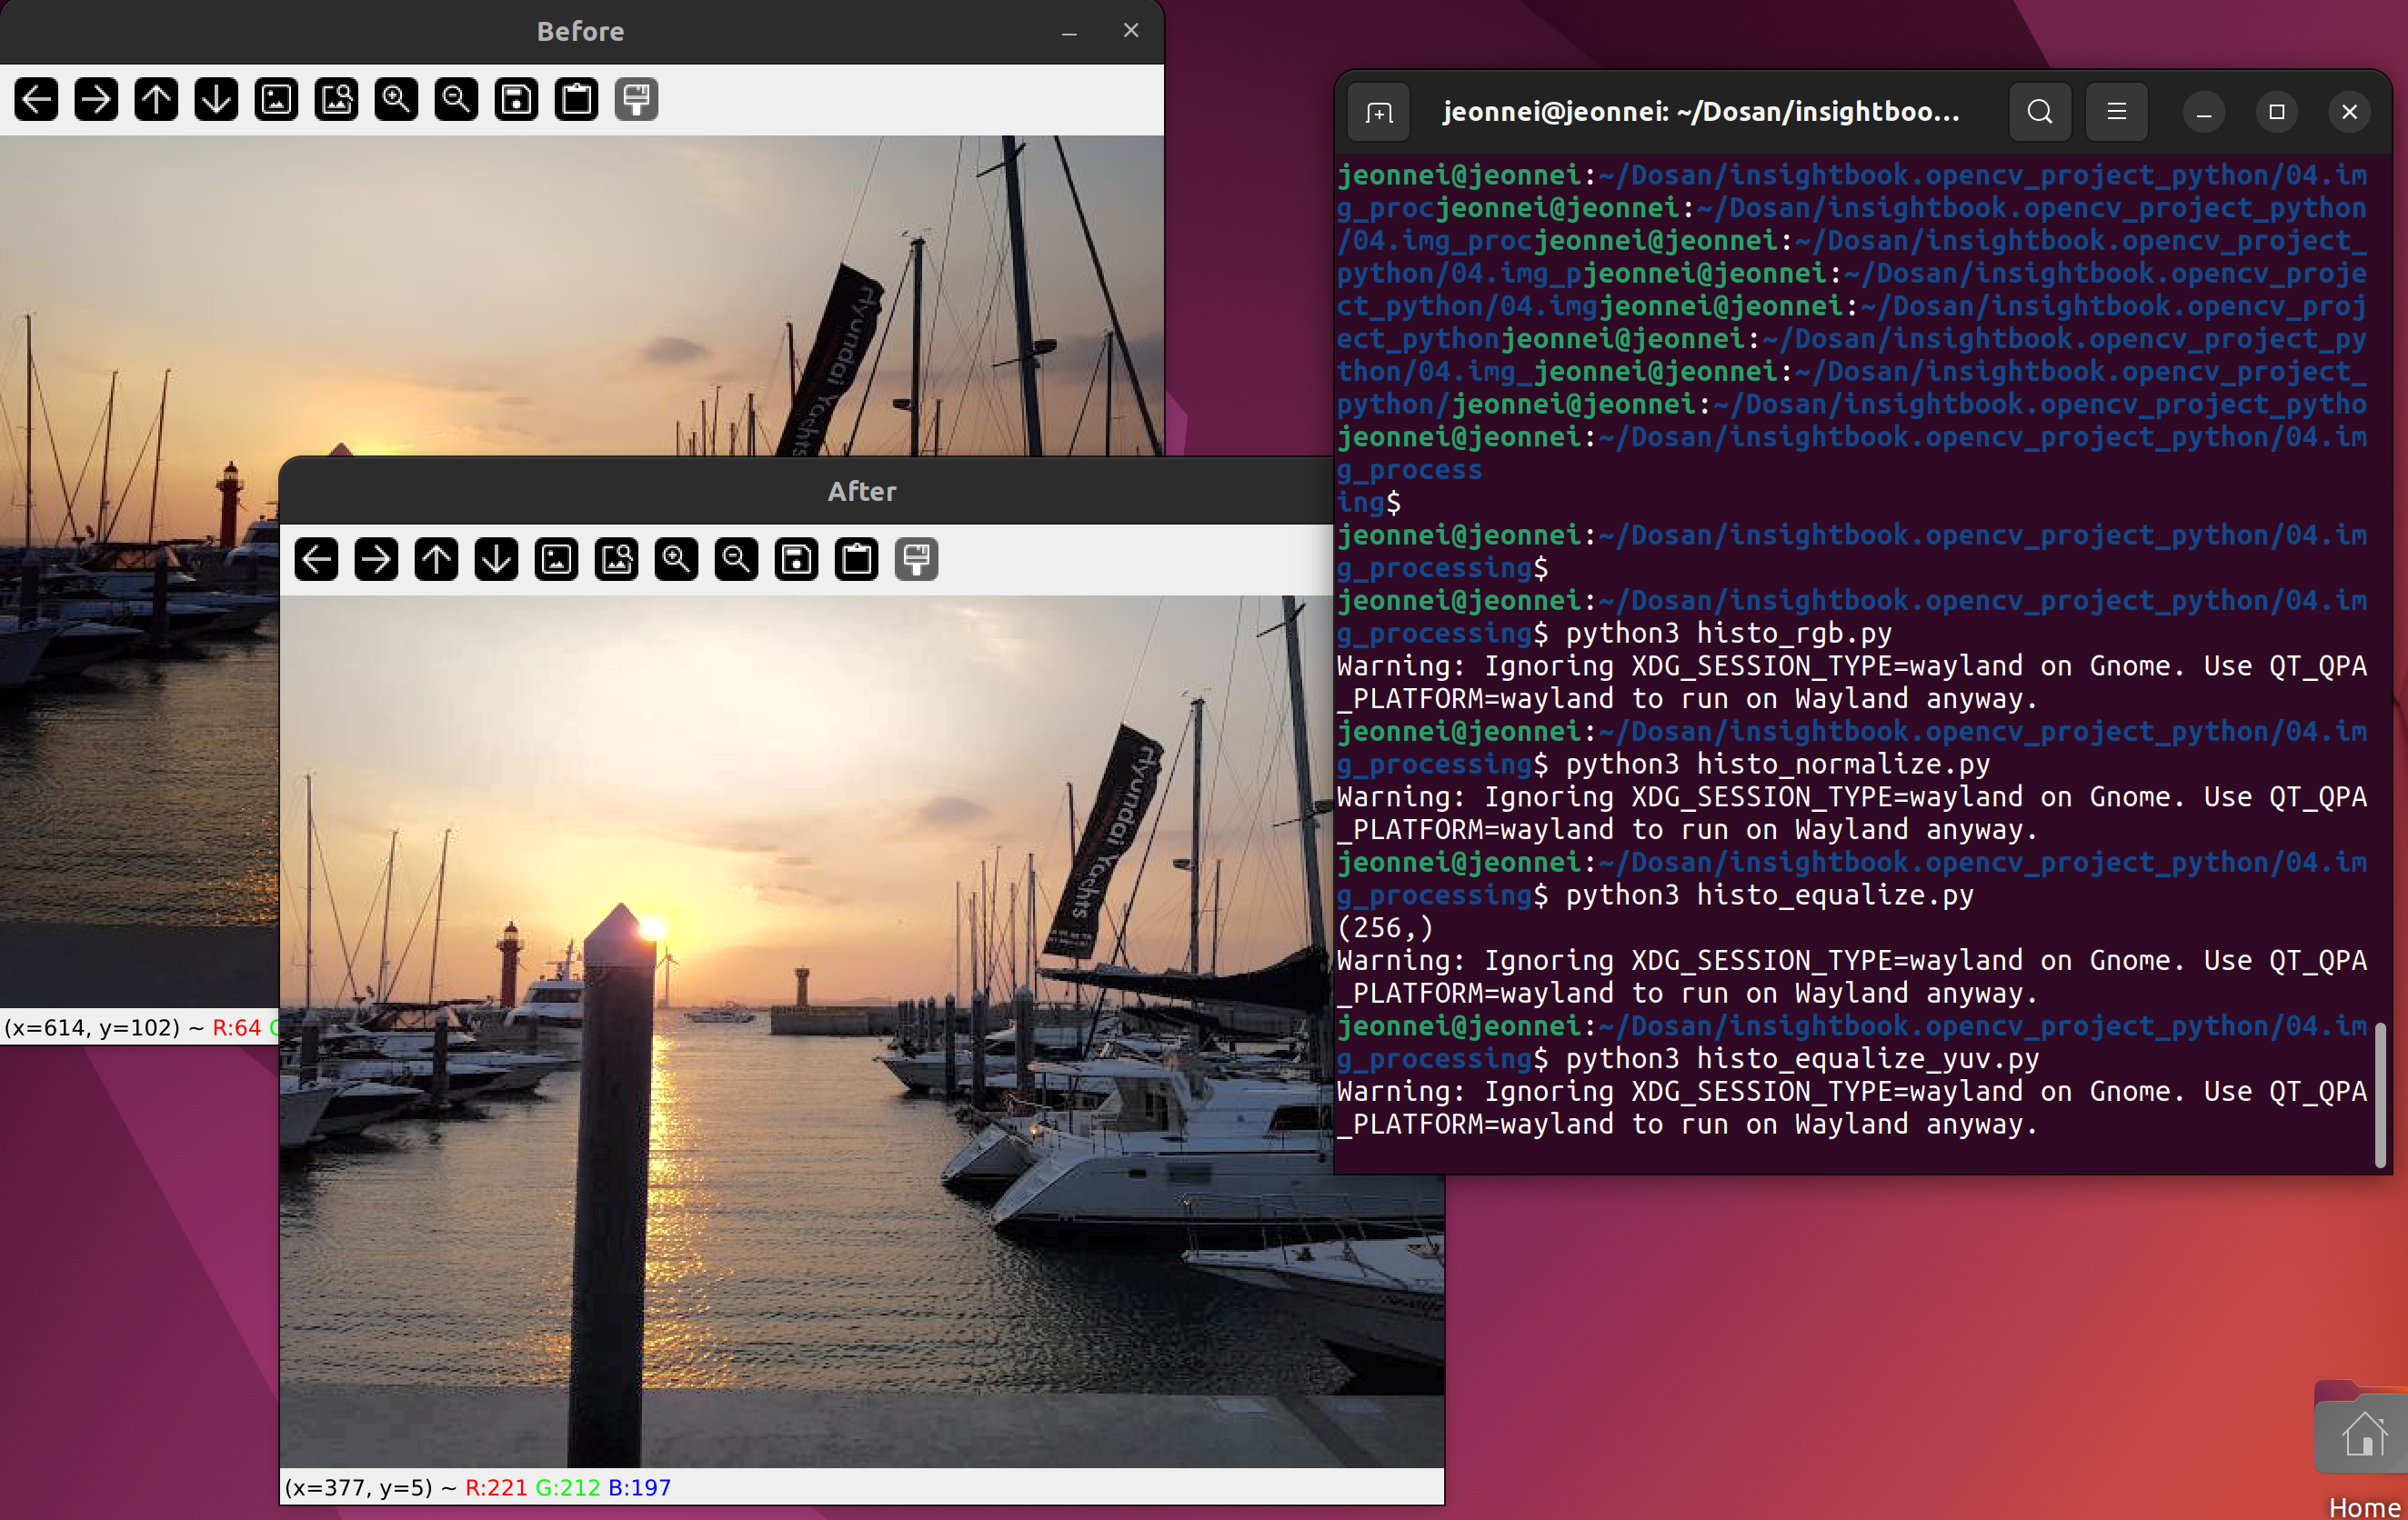 Before
Hyundai Yachts
(x=614, y=102) ~ R:64
After
Hyundai Yachts
(x=377, y=5) ~ R:221 G:212 B:197
jeonnei@jeonnei: ~/Dosan/insightboo...
jeonnei@jeonnei:~/Dosan/insightbook.opencv_project_python/04.im
g_procjeonnei@jeonnei:~/Dosan/insightbook.opencv_project_python
/04.img_procjeonnei@jeonnei:~/Dosan/insightbook.opencv_project_
python/04.img_pjeonnei@jeonnei:~/Dosan/insightbook.opencv_proje
ct_python/04.imgjeonnei@jeonnei:~/Dosan/insightbook.opencv_proj
ect_pythonjeonnei@jeonnei:~/Dosan/insightbook.opencv_project_py
thon/04.img_jeonnei@jeonnei:~/Dosan/insightbook.opencv_project_
python/jeonnei@jeonnei:~/Dosan/insightbook.opencv_project_pytho
jeonnei@jeonnei:~/Dosan/insightbook.opencv_project_python/04.im
g_process
ing$
jeonnei@jeonnei:~/Dosan/insightbook.opencv_project_python/04.im
g_processing$
jeonnei@jeonnei:~/Dosan/insightbook.opencv_project_python/04.im
g_processing$ python3 histo_rgb.py
Warning: Ignoring XDG_SESSION_TYPE=wayland on Gnome. Use QT_QPA
_PLATFORM=wayland to run on Wayland anyway.
jeonnei@jeonnei:~/Dosan/insightbook.opencv_project_python/04.im
g_processing$ python3 histo_normalize.py
Warning: Ignoring XDG_SESSION_TYPE=wayland on Gnome. Use QT_QPA
_PLATFORM=wayland to run on Wayland anyway.
jeonnei@jeonnei:~/Dosan/insightbook.opencv_project_python/04.im
g_processing$ python3 histo_equalize.py
(256,)
Warning: Ignoring XDG_SESSION_TYPE=wayland on Gnome. Use QT_QPA
_PLATFORM=wayland to run on Wayland anyway.
jeonnei@jeonnei:~/Dosan/insightbook.opencv_project_python/04.im
g_processing$ python3 histo_equalize_yuv.py
Warning: Ignoring XDG_SESSION_TYPE=wayland on Gnome. Use QT_QPA
_PLATFORM=wayland to run on Wayland anyway.
Home